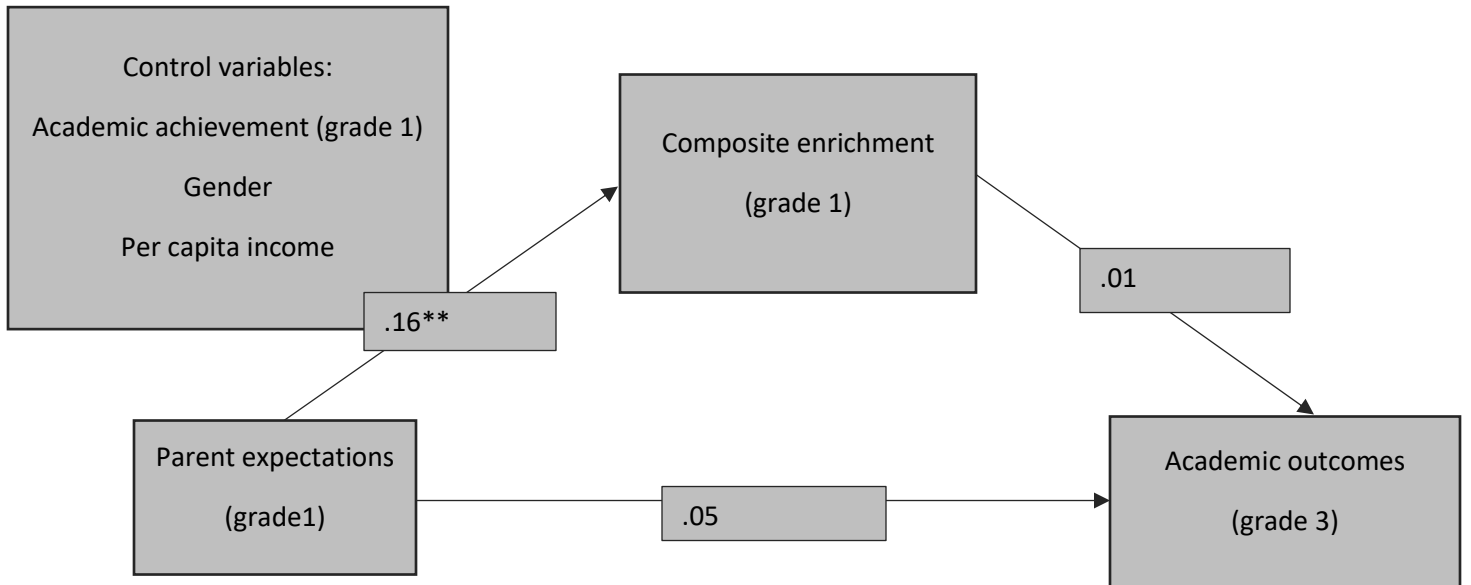 Control variables:
Academic achievement (grade 1)
Gender
Per capita income
Composite enrichment
(grade 1)
.01
.16**
Parent expectations
(grade1)
.05
Academic outcomes
(grade 3)